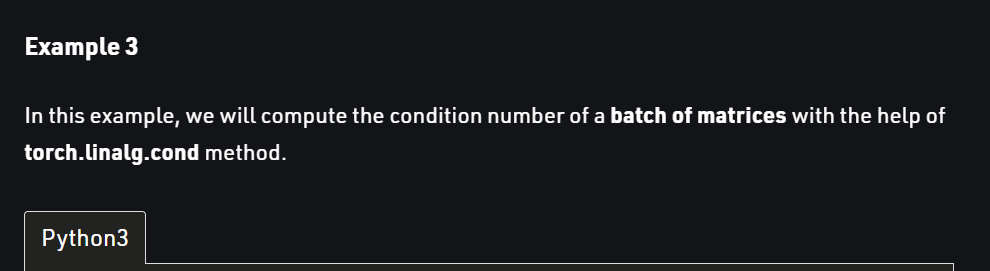 Example 3
In this example, we will compute the condition number of a batch of matrices with the help of
torch.linalg.cond method.
Python3